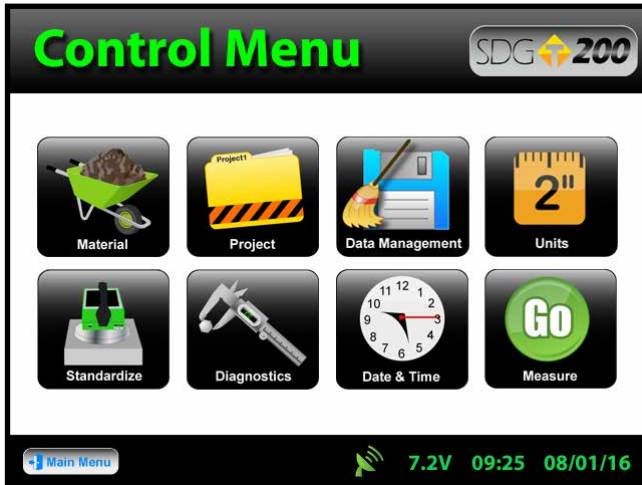 Control Menu
SDG 200
Project1
2"
Material
Project
Data Management
Units
11 12 1
10 2
9 3
8 4
7 6 5
Go
Standardize
Diagnostics
Date & Time
Measure
Main Menu
7.2V 09:25 08/01/16